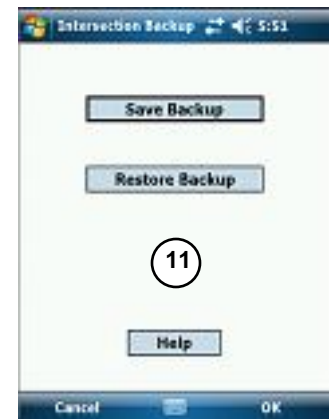 Intersection Backup 5:51
Save Backup
Restore Backup
11
Help
Cancel OK